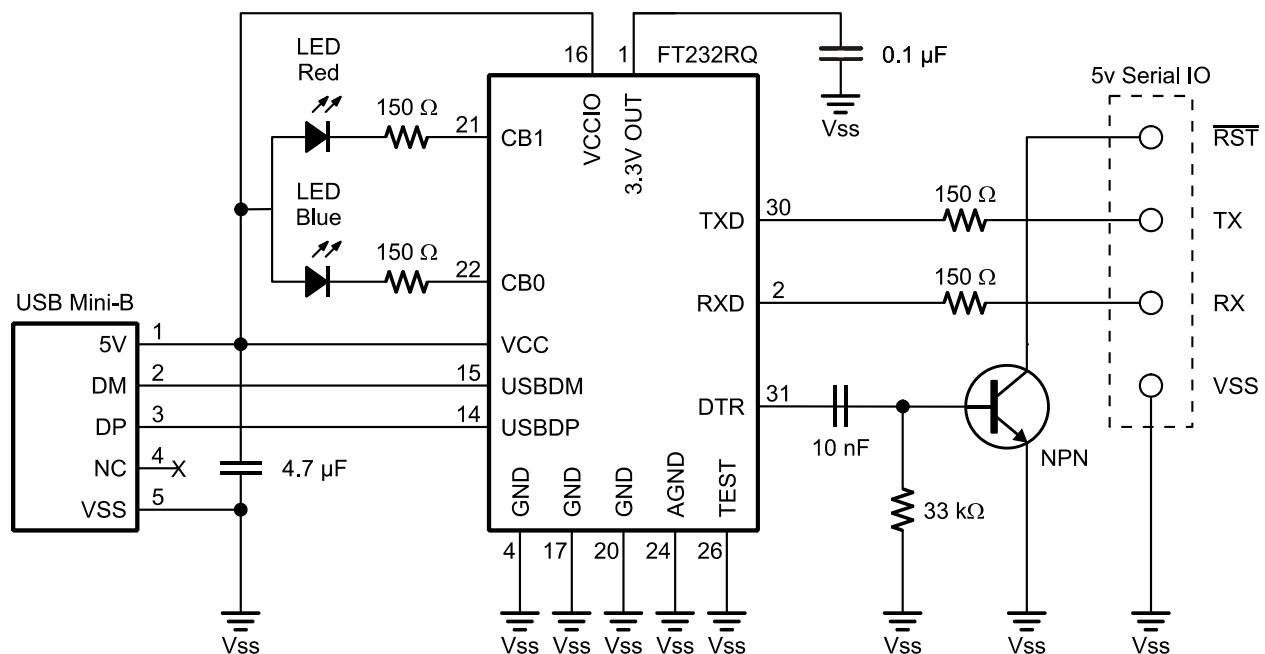 LED
Red
150 Ω
21
CB1
16
VCCIO
1
3.3V OUT
FT232RQ
0.1 µF
Vss
5v Serial IO
R̅S̅T̅
LED
Blue
150 Ω
22
CB0
TXD
30
150 Ω
TX
RXD
2
150 Ω
RX
USB Mini-B
5V
1
VCC
DM
2
15
USBDM
DP
3
14
USBDP
NC
4
X
VSS
5
4.7 µF
Vss
DTR
31
10 nF
33 kΩ
NPN
VSS
GND
GND
GND
AGND
TEST
4
17
20
24
26
Vss
Vss
Vss
Vss
Vss
Vss
Vss
Vss